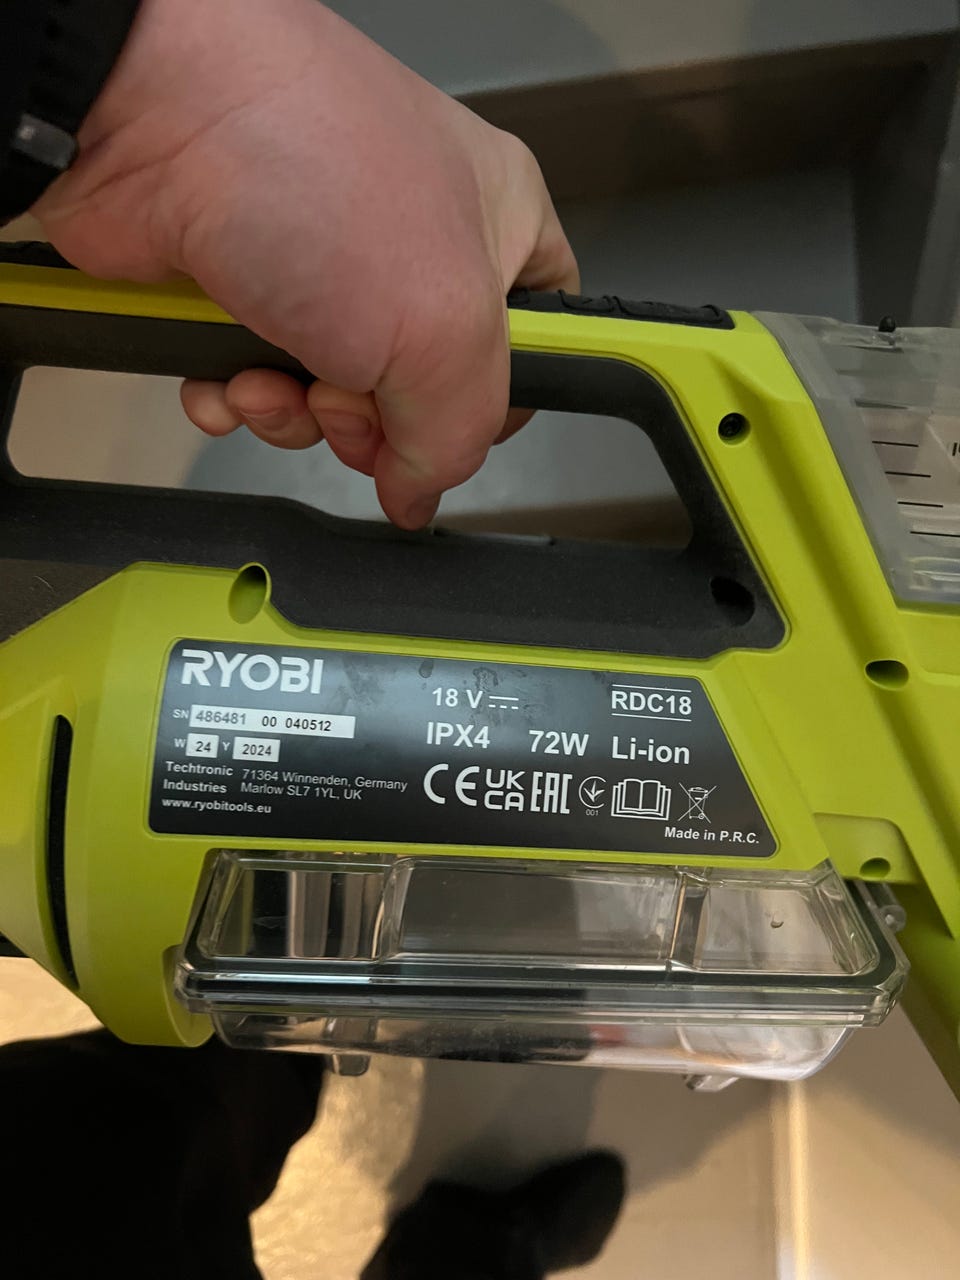 RYOBI
SN 486481 00 040512
W 24 Y 2024
Techtronic Industries
71364 Winnenden, Germany
Marlow SL7 1YL, UK
www.ryobitools.eu
18 V
RDC18
IPX4 72W Li-ion
CE UK CA EAC
001
Made in P.R.C.